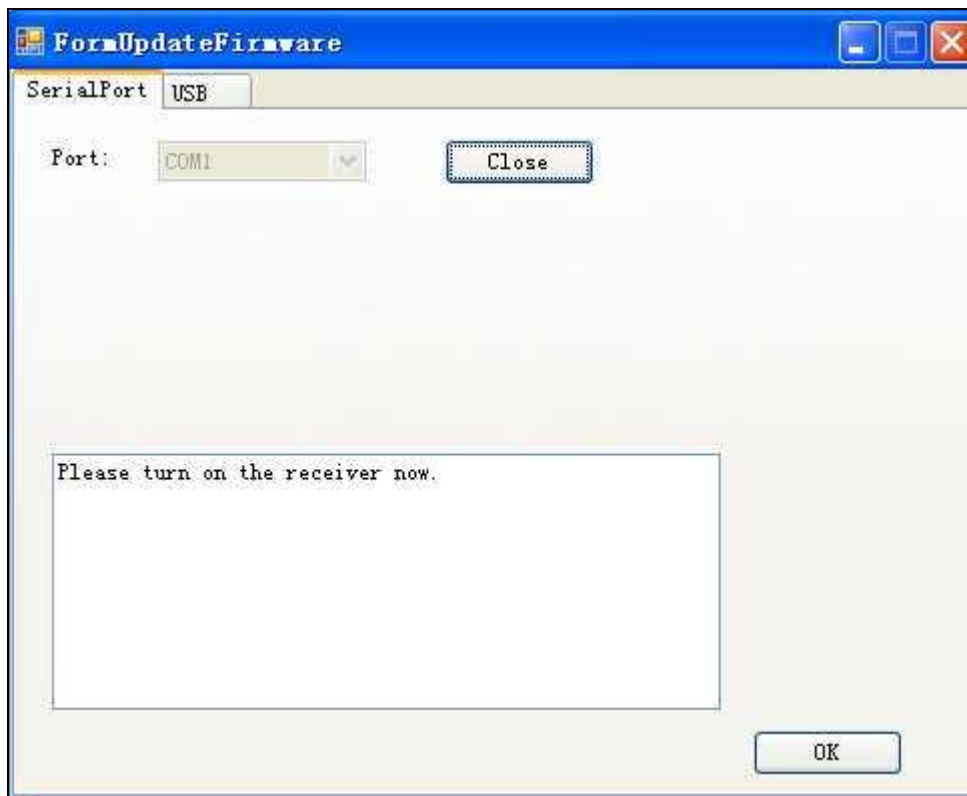 FormUpdateFirmware
SerialPort USB
Port: COM1 Close
Please turn on the receiver now.
OK